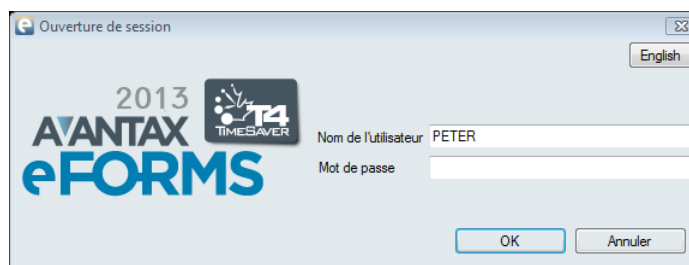 Ouverture de session
English
2013
AVANTAX
T4
TIMESAVER
eFORMS
Nom de l'utilisateur PETER
Mot de passe
OK Annuler